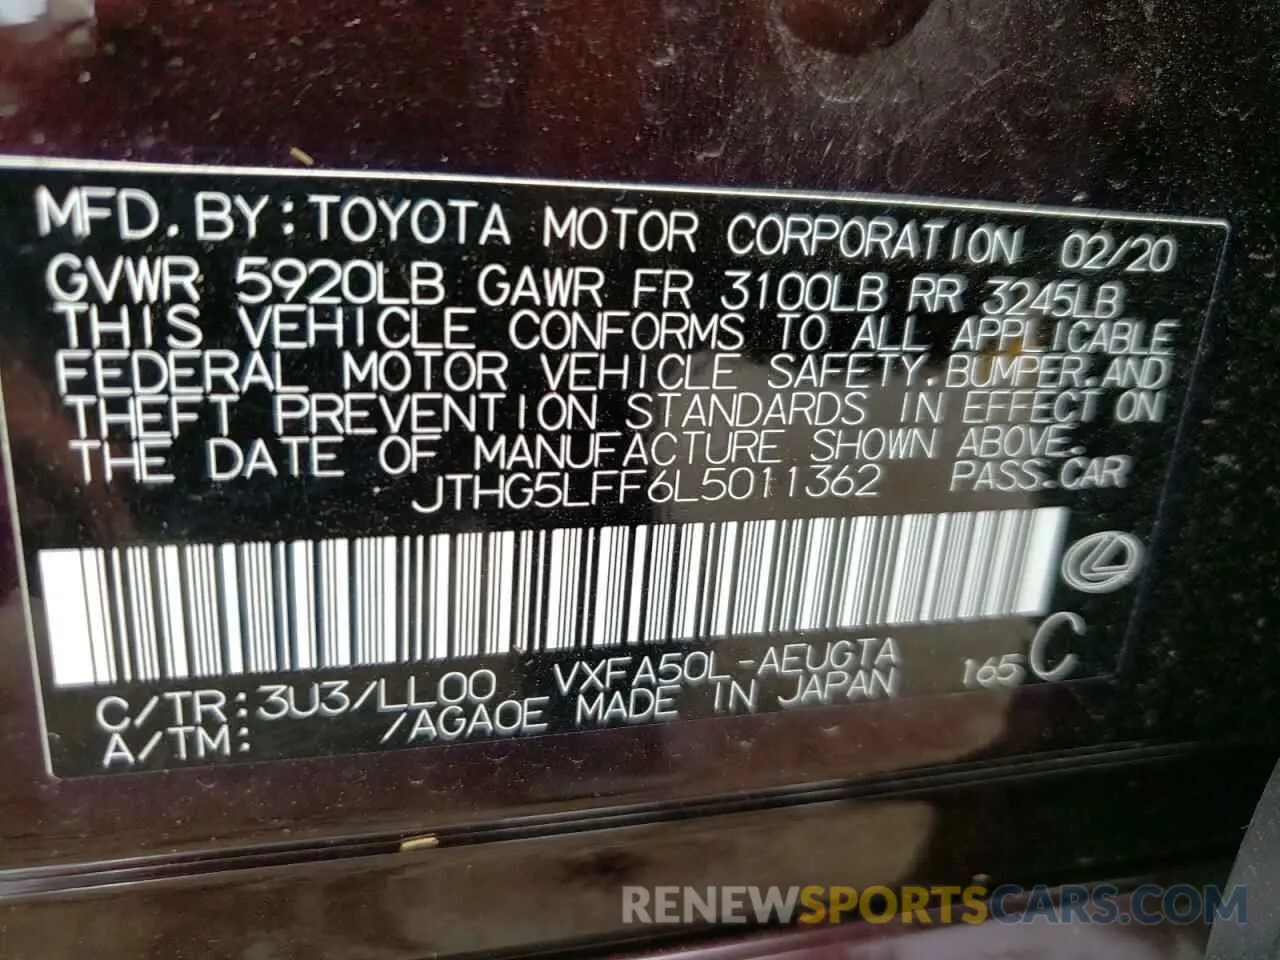 MFD. BY: TOYOTA MOTOR CORPORATION 02/20
GVWR 5920LB GAWR FR 3100LB RR 3245LB
THIS VEHICLE CONFORMS TO ALL APPLICABLE
FEDERAL MOTOR VEHICLE SAFETY, BUMPER, AND
THEFT PREVENTION STANDARDS IN EFFECT ON
THE DATE OF MANUFACTURE SHOWN ABOVE.
JTHG5LFF6L5011362 PASS. CAR
C/TR: 3U3/LL00 VXFA50L-AEUGTA 165 C
A/TM: /AGA0E MADE IN JAPAN
RENEWSPORTSCARS.COM